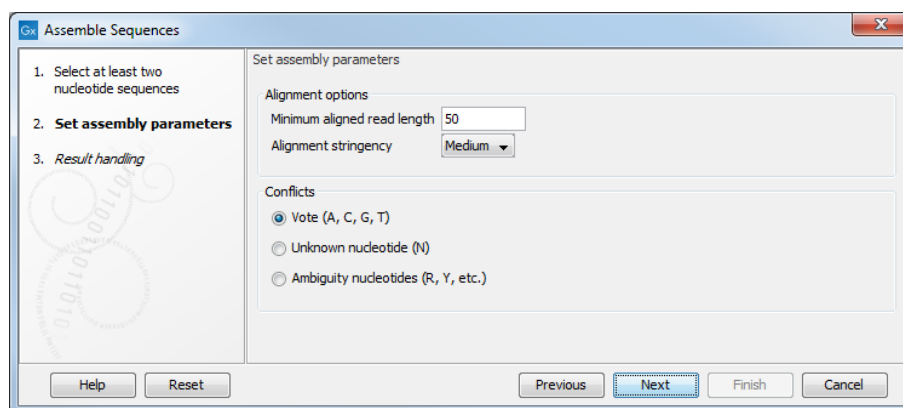 Gx Assemble Sequences
1. Select at least two
nucleotide sequences
2. Set assembly parameters
3. Result handling
Set assembly parameters
Alignment options
Minimum aligned read length 50
Alignment stringency Medium
Conflicts
Vote (A, C, G, T)
Unknown nucleotide (N)
Ambiguity nucleotides (R, Y, etc.)
Help Reset Previous Next Finish Cancel